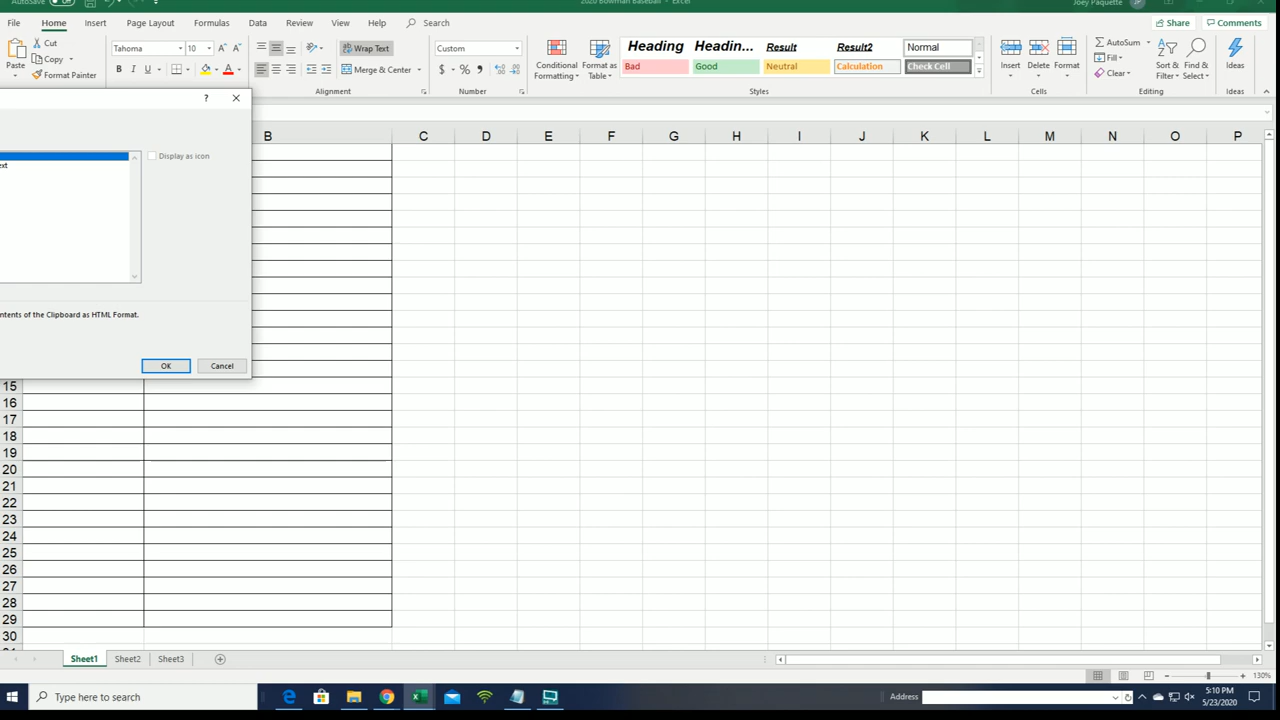 AutoSave Off 2020 Bowman Baseball - Excel Joey Paquette JP
File Home Insert Page Layout Formulas Data Review View Help Search Share Comments
Cut Tahoma 10 Wrap Text Custom Heading Headin... Result Result2 Normal AutoSum
Copy Fill
Paste Format Painter B I U A Merge & Center $ % Conditional Formatting Format as Table Bad Good Neutral Calculation Check Cell Insert Delete Format Clear Sort & Filter Find & Select Ideas
Alignment Number Styles Cells Editing Ideas
? ×
B C D E F G H I J K L M N O P
Display as icon
ext
ntents of the Clipboard as HTML Format.
OK Cancel
15
16
17
18
19
20
21
22
23
24
25
26
27
28
29
30
Sheet1 Sheet2 Sheet3
130%
Type here to search Address 5:10 PM
5/23/2020